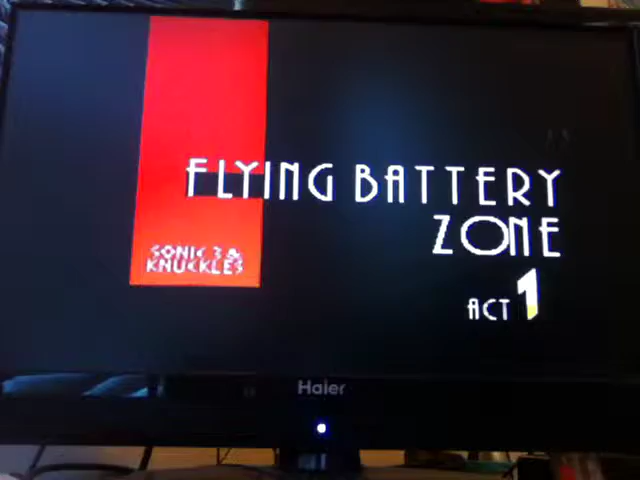 FLYING BATTERY
ZONE
SONIC 3 &
KNUCKLES
ACT 1
Haier